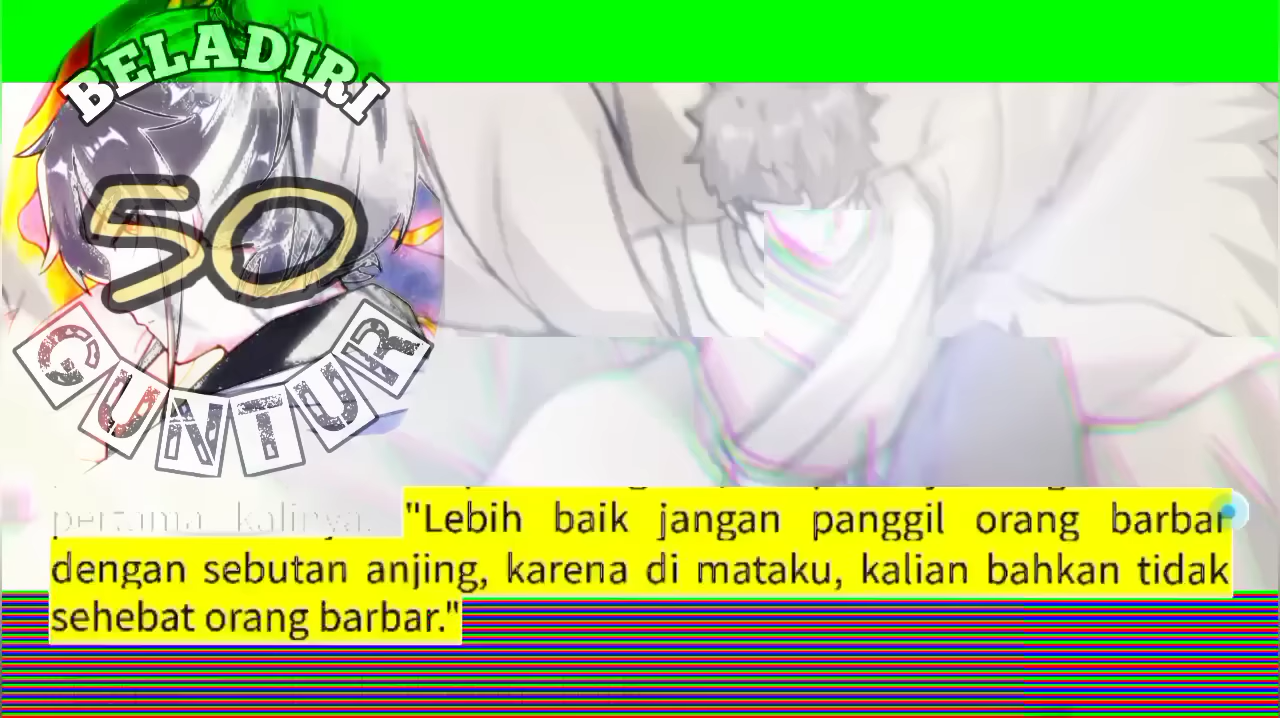 BELADIRI
50
GUNTUR
pertama kalinya. "Lebih baik jangan panggil orang barbar
dengan sebutan anjing, karena di mataku, kalian bahkan tidak
sehebat orang barbar."